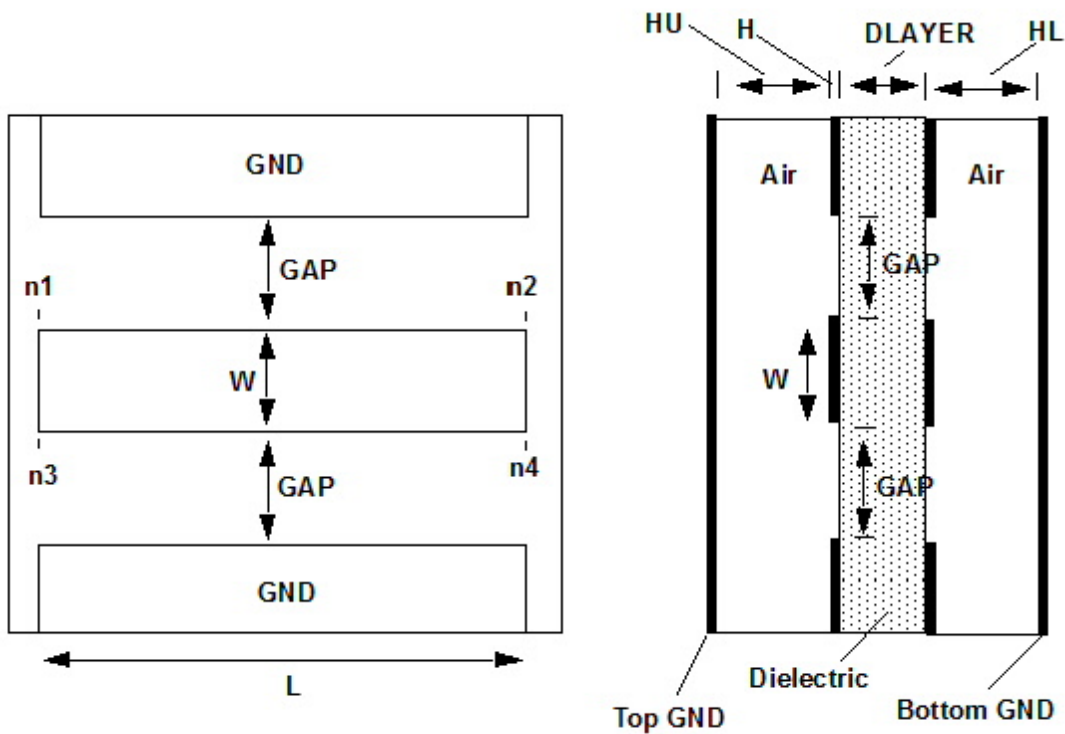 HU H DLAYER HL
GND
Air Air
GAP GAP
n1 n2
W W
n3 n4
GAP GAP
GND
L
Dielectric
Top GND Bottom GND